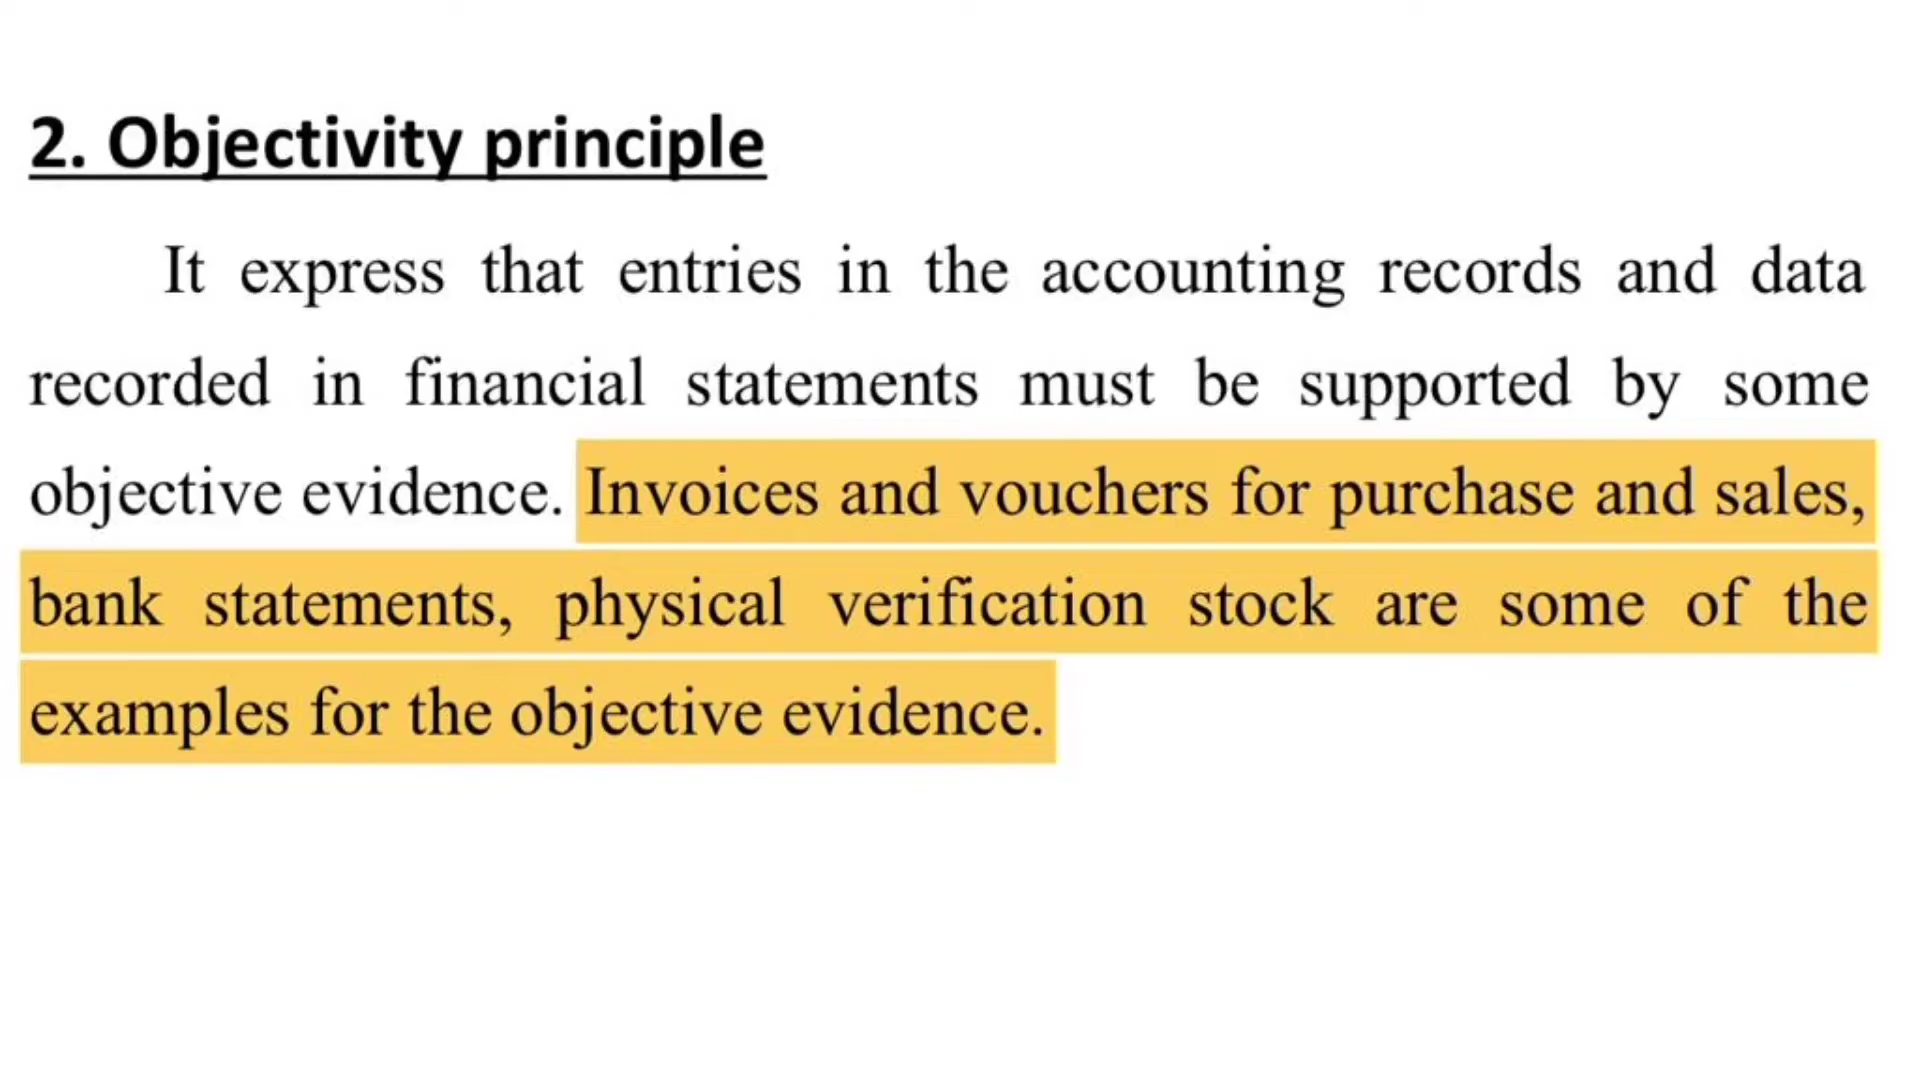 2. Objectivity principle
It express that entries in the accounting records and data
recorded in financial statements must be supported by some
objective evidence. Invoices and vouchers for purchase and sales,
bank statements, physical verification stock are some of the
examples for the objective evidence.